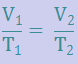 V₁/T₁ = V₂/T₂